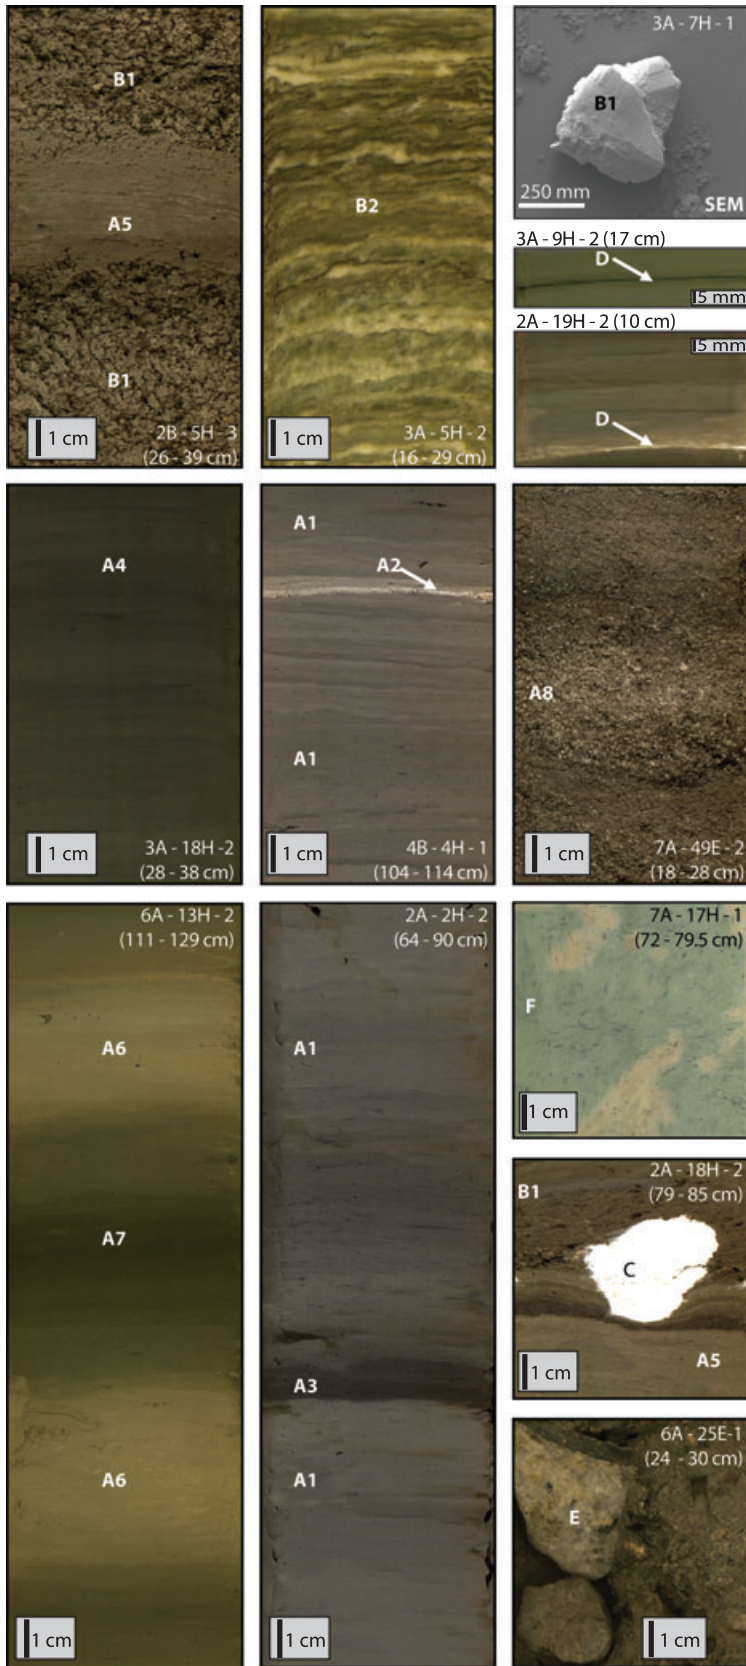 B1
A5
B1
1 cm
2B - 5H - 3
(26 - 39 cm)
B2
1 cm
3A - 5H - 2
(16 - 29 cm)
3A - 7H - 1
B1
250 mm
SEM
3A - 9H - 2 (17 cm)
D
5 mm
2A - 19H - 2 (10 cm)
5 mm
D
A4
1 cm
3A - 18H -2
(28 - 38 cm)
A1
A2
A1
1 cm
4B - 4H - 1
(104 - 114 cm)
A8
1 cm
7A - 49E - 2
(18 - 28 cm)
6A - 13H - 2
(111 - 129 cm)
A6
A7
A6
1 cm
2A - 2H - 2
(64 - 90 cm)
A1
A3
A1
1 cm
7A - 17H - 1
(72 - 79.5 cm)
F
1 cm
2A - 18H - 2
(79 - 85 cm)
B1
C
A5
1 cm
6A - 25E-1
(24 - 30 cm)
E
1 cm